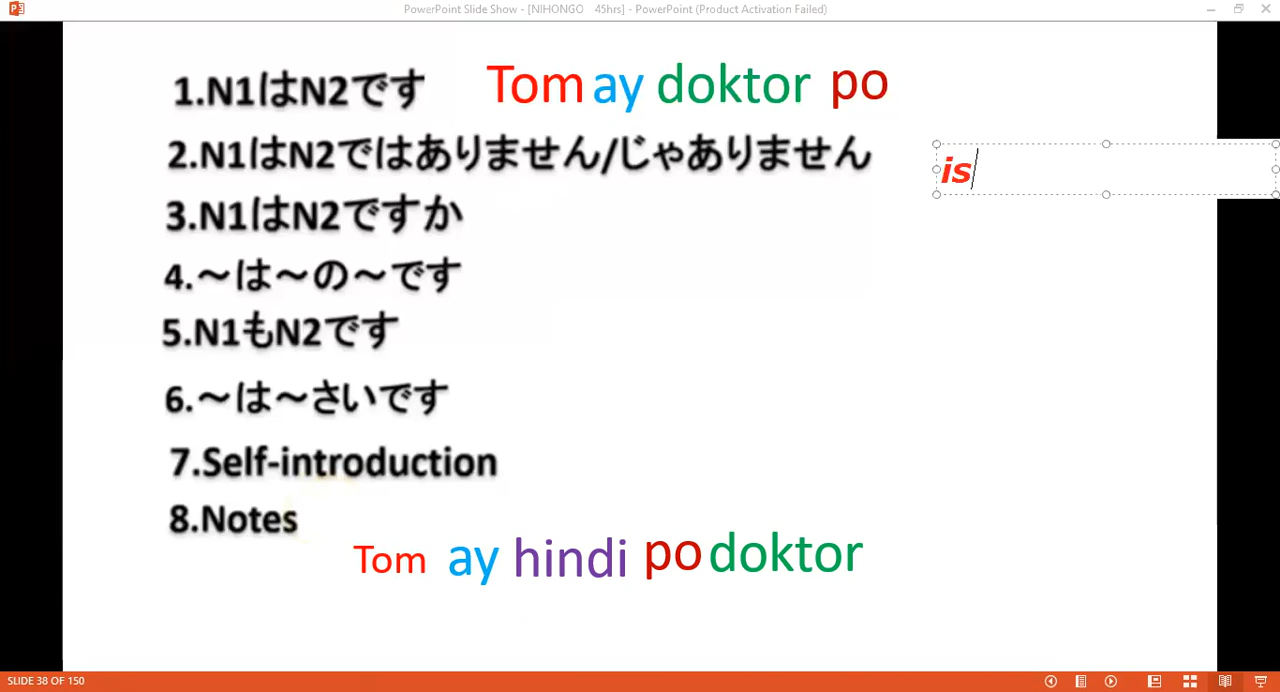 PowerPoint Slide Show - [NIHONGO 45hrs] - PowerPoint (Product Activation Failed)
1.N1はN2です
Tom ay doktor po
2.N1はN2ではありません/じゃありません
is
3.N1はN2ですか
4.～は～の～です
5.N1もN2です
6.～は～さいです
7.Self-introduction
8.Notes
Tom ay hindi po doktor
SLIDE 38 OF 150